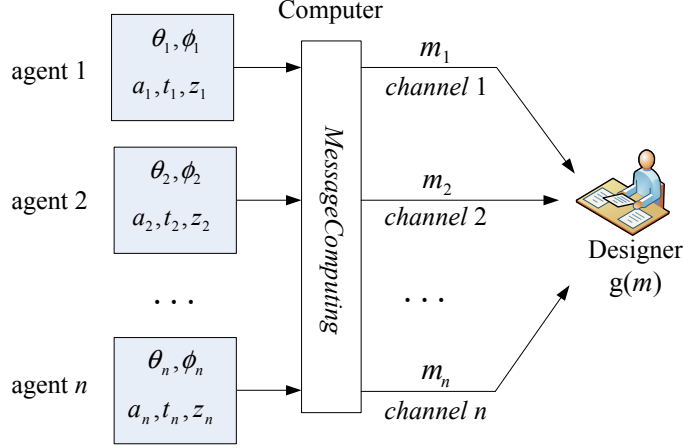 Computer
agent 1
θ₁,ϕ₁
a₁,t₁,z₁
m₁
channel 1
agent 2
θ₂,ϕ₂
a₂,t₂,z₂
MessageComputing
m₂
channel 2
Designer
g(m)
. . .
. . .
agent n
θₙ,ϕₙ
aₙ,tₙ,zₙ
mₙ
channel n